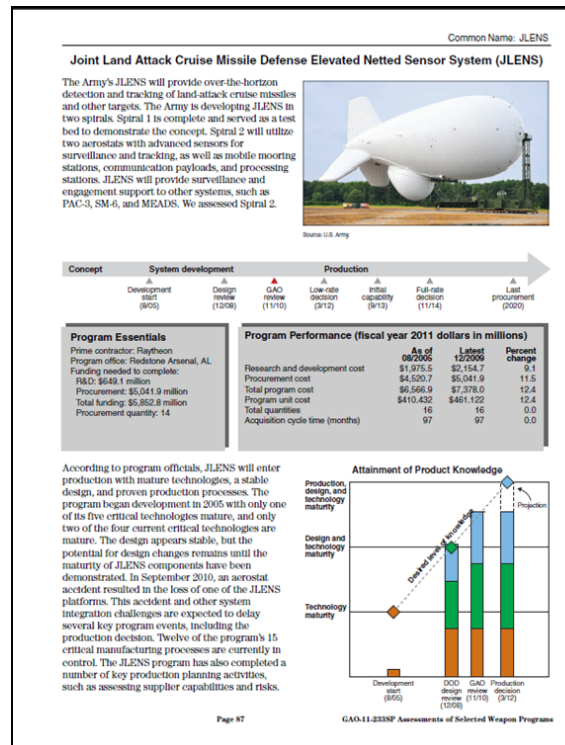 Common Name: JLENS
Joint Land Attack Cruise Missile Defense Elevated Netted Sensor System (JLENS)
The Army's JLENS will provide over-the-horizon
detection and tracking of land-attack cruise missiles
and other targets. The Army is developing JLENS in
two spirals. Spiral 1 is complete and served as a test
bed to demonstrate the concept. Spiral 2 will utilize
two aerostats with advanced sensors for
surveillance and tracking, as well as mobile mooring
stations, communication payloads, and processing
stations. JLENS will provide surveillance and
engagement support to other systems, such as
PAC-3, SM-6, and MEADS. We assessed Spiral 2.
Source: U.S. Army.
Concept System development Production
Development Design GAO Low-rate Initial Full-rate Last
start review review decision capability decision procurement
(8/05) (12/08) (11/10) (3/12) (9/13) (11/14) (2020)
Program Essentials
Prime contractor: Raytheon
Program office: Redstone Arsenal, AL
Funding needed to complete:
R&D: $649.1 million
Procurement: $5,041.9 million
Total funding: $5,852.8 million
Procurement quantity: 14
Program Performance (fiscal year 2011 dollars in millions)
As of Latest Percent
08/2005 12/2009 change
Research and development cost $1,975.5 $2,154.7 9.1
Procurement cost $4,520.7 $5,041.9 11.5
Total program cost $6,566.9 $7,378.0 12.4
Program unit cost $410.432 $461.122 12.4
Total quantities 16 16 0.0
Acquisition cycle time (months) 97 97 0.0
According to program officials, JLENS will enter
production with mature technologies, a stable
design, and proven production processes. The
program began development in 2005 with only one
of its five critical technologies mature, and only
two of the four current critical technologies are
mature. The design appears stable, but the
potential for design changes remains until the
maturity of JLENS components have been
demonstrated. In September 2010, an aerostat
accident resulted in the loss of one of the JLENS
platforms. This accident and other system
integration challenges are expected to delay
several key program events, including the
production decision. Twelve of the program's 15
critical manufacturing processes are currently in
control. The JLENS program has also completed a
number of key production planning activities,
such as assessing supplier capabilities and risks.
Attainment of Product Knowledge
Production,
design, and
technology
maturity
Projection
Desired level of knowledge
Design and
technology
maturity
Technology
maturity
Development DOD GAO Production
start design review decision
(8/05) review (11/10) (3/12)
(12/08)
Page 87 GAO-11-233SP Assessments of Selected Weapon Programs